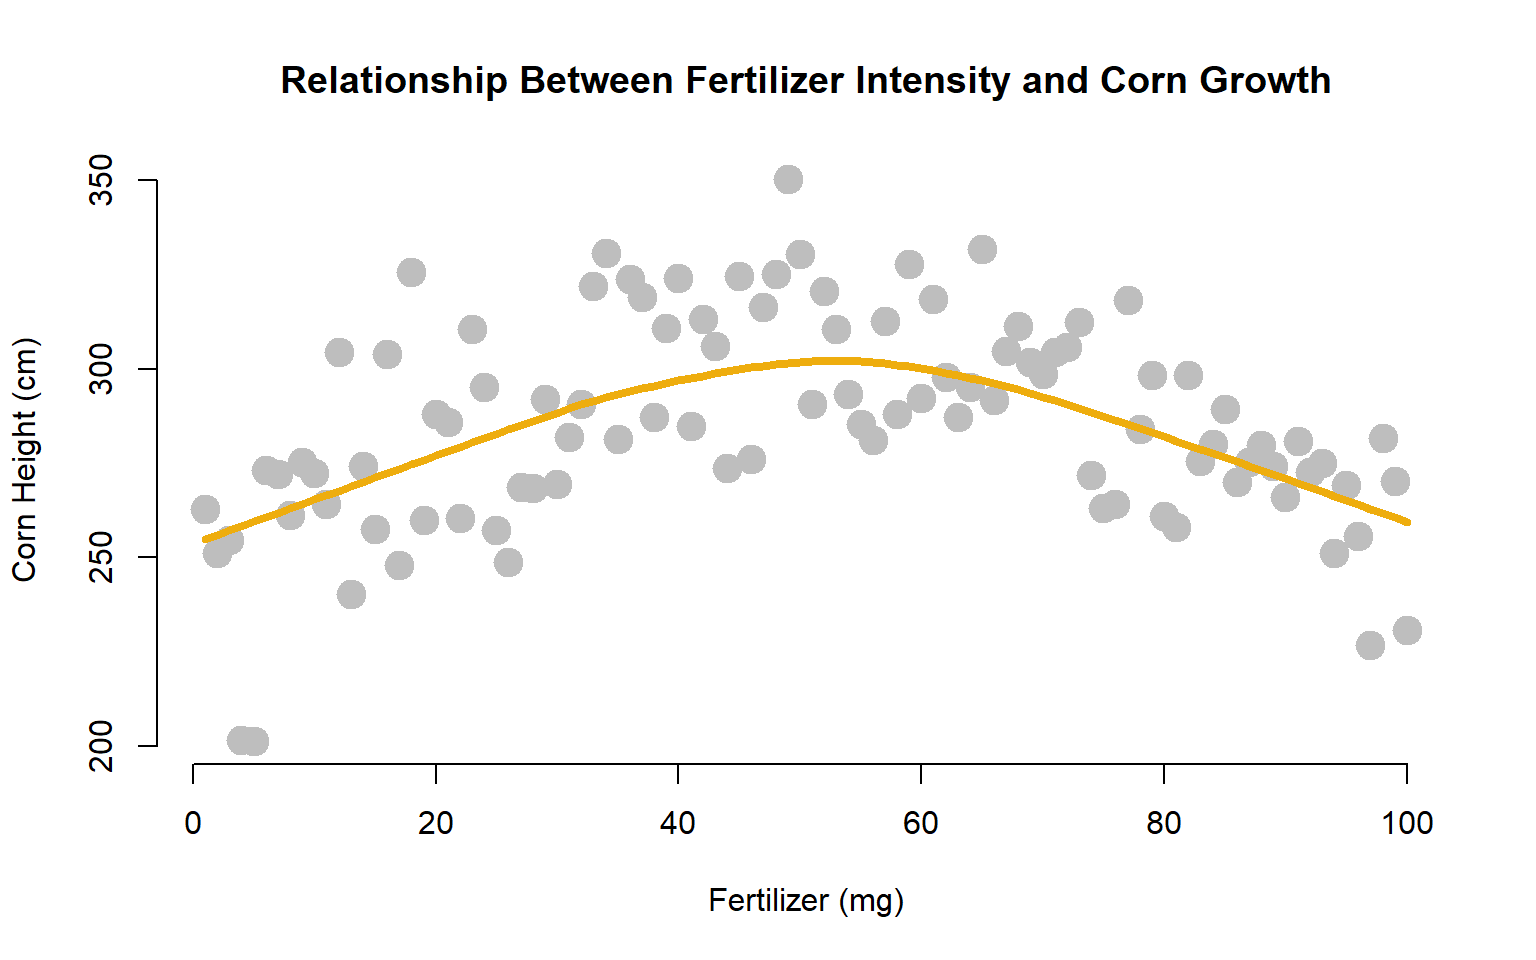 Relationship Between Fertilizer Intensity and Corn Growth
Corn Height (cm)
350
300
250
200
0 20 40 60 80 100
Fertilizer (mg)